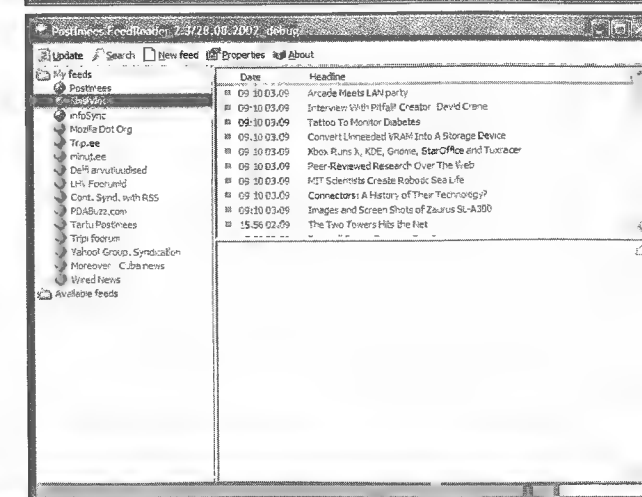 Postimees FeedReader 2.3/28.08.2002 debug
Update Search New feed Properties About
My feeds
Postimees
infoSync
Mozilla Dot Org
Trip.ee
minut.ee
Delfi arvutiuudised
Cont. Synd. with RSS
PDABuzz.com
Tartu Postimees
Tripi foorum
Yahoo! Group. Syndication
Moreover Cuba news
Wired News
Available feeds
Date Headline
09:10 03.09 Arcade Meets LAN party
09:10 03.09 Interview With Pitfall! Creator David Crane
09:10 03.09 Tattoo To Monitor Diabetes
09:10 03.09 Convert Unneeded VRAM Into A Storage Device
09:10 03.09 Xbox Runs X, KDE, Gnome, StarOffice and Tuxracer
09:10 03.09 Peer-Reviewed Research Over The Web
09:10 03.09 MIT Scientists Create Robotic Sea Life
09:10 03.09 Connectors: A History of Their Technology?
09:10 03.09 Images and Screen Shots of Zaurus SL-A300
15:56 02.09 The Two Towers Hits the Net